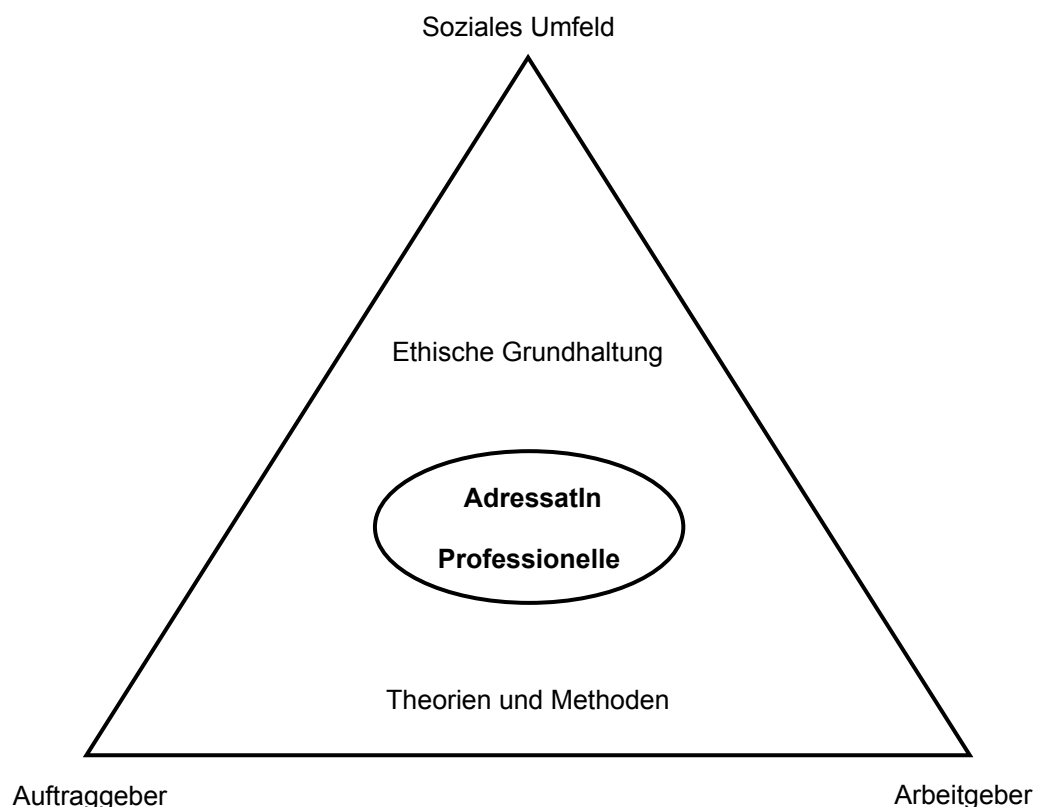 Soziales Umfeld
Ethische Grundhaltung
AdressatIn
Professionelle
Theorien und Methoden
Auftraggeber
Arbeitgeber